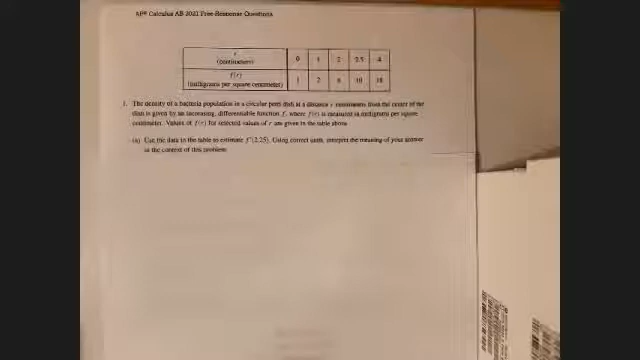 AP® Calculus AB 2021 Free-Response Questions
r (centimeters) 0 1 2 2.5 4
f(r) (milligrams per square centimeter) 1 2 6 10 18
1. The density of a bacteria population in a circular petri dish at a distance r centimeters from the center of the
dish is given by an increasing, differentiable function f, where f(r) is measured in milligrams per square
centimeter. Values of f(r) for selected values of r are given in the table above.
(a) Use the data in the table to estimate f′(2.25). Using correct units, interpret the meaning of your answer
in the context of this problem.